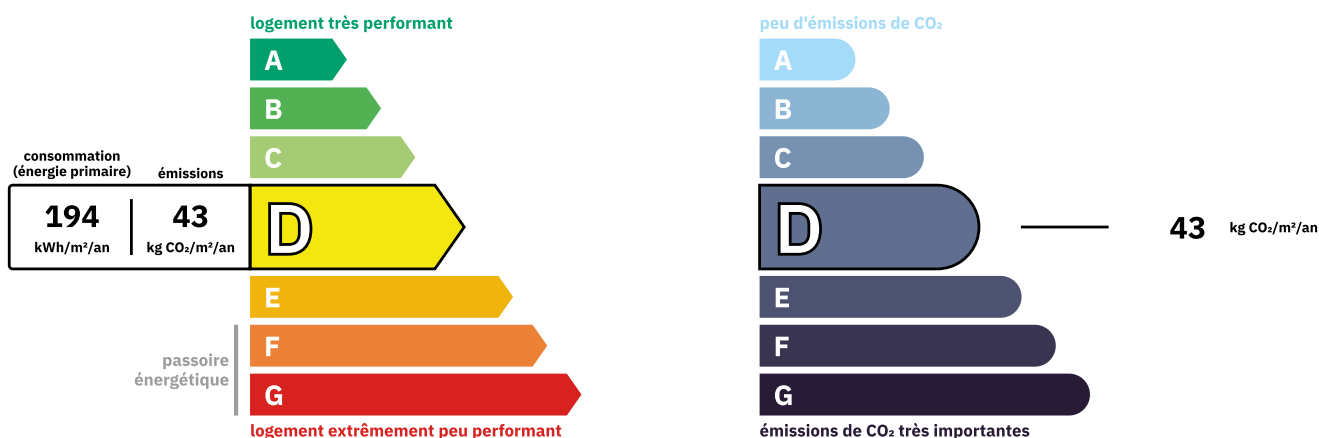 logement très performant
A
B
C
consommation
(énergie primaire)
émissions
194
kWh/m²/an
43
kg CO₂/m²/an
D
E
F
G
passoire
énergétique
logement extrêmement peu performant
peu d'émissions de CO₂
A
B
C
D
43
kg CO₂/m²/an
E
F
G
émissions de CO₂ très importantes